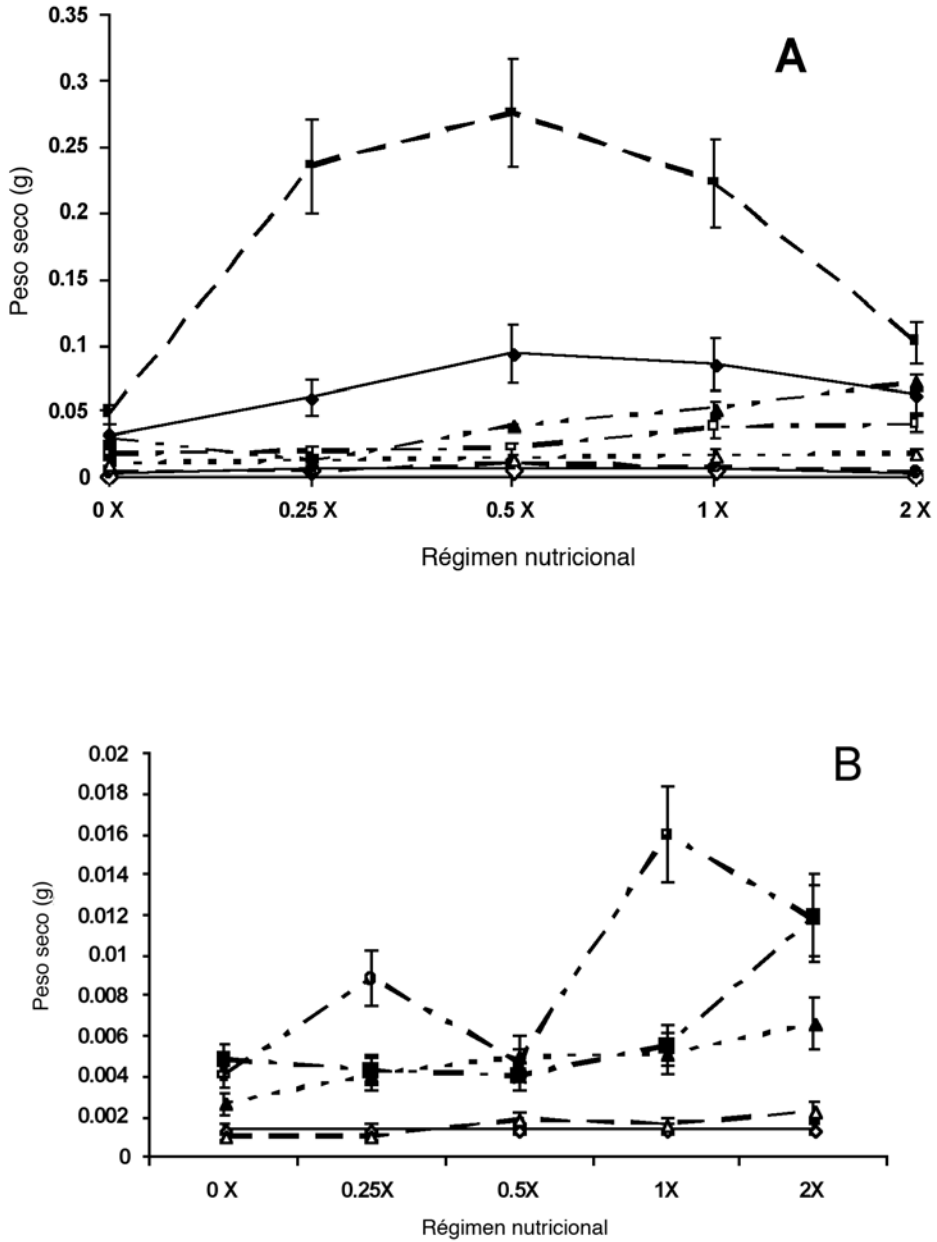 A
Peso seco (g)
0.35
0.3
0.25
0.2
0.15
0.1
0.05
0
0 X 0.25 X 0.5 X 1 X 2 X
Régimen nutricional
B
Peso seco (g)
0.02
0.018
0.016
0.014
0.012
0.01
0.008
0.006
0.004
0.002
0
0 X 0.25X 0.5X 1X 2X
Régimen nutricional